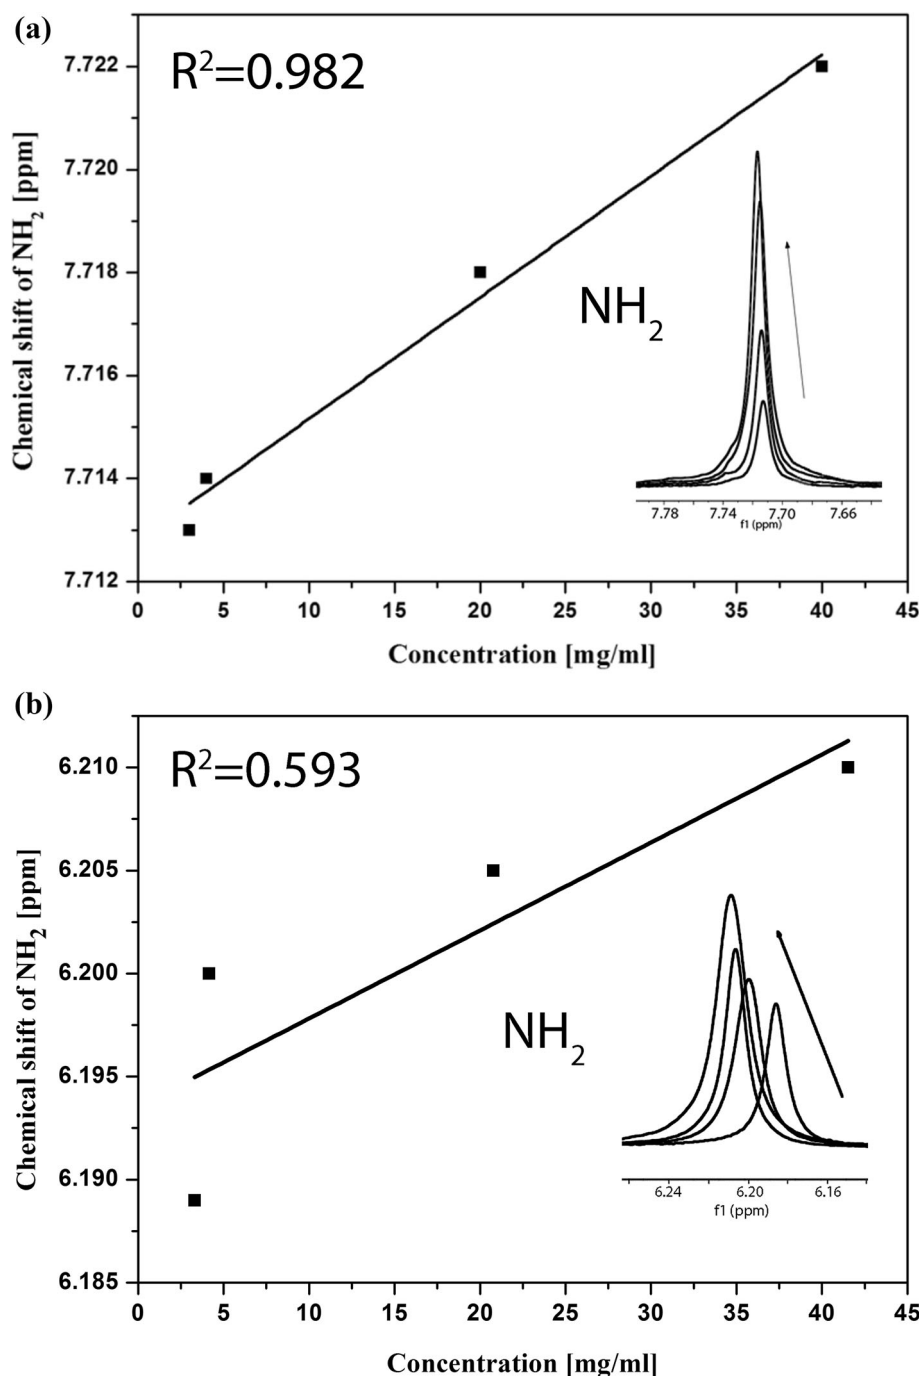 (a)
R²=0.982
Chemical shift of NH₂ [ppm]
7.722
7.720
7.718
7.716
7.714
7.712
NH₂
7.78 7.74 7.70 7.66
f1 (ppm)
0 5 10 15 20 25 30 35 40 45
Concentration [mg/ml]
(b)
R²=0.593
Chemical shift of NH₂ [ppm]
6.210
6.205
6.200
6.195
6.190
6.185
NH₂
6.24 6.20 6.16
f1 (ppm)
0 5 10 15 20 25 30 35 40 45
Concentration [mg/ml]